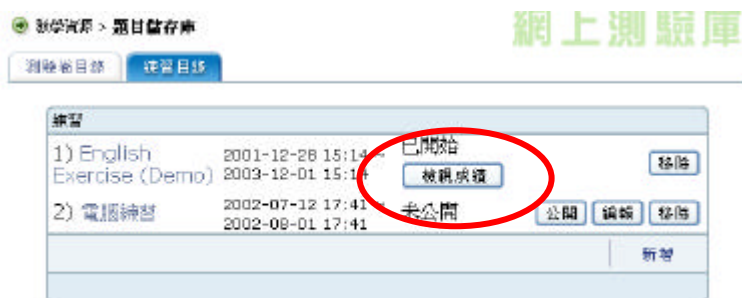 教學資源 > 題目儲存庫
網上測驗庫
測驗卷目錄 練習目錄
練習
1) English Exercise (Demo)
2001-12-28 15:14 ~
2003-12-01 15:14
已開始
檢視成績
移除
2) 電腦練習
2002-07-12 17:41 ~
2002-08-01 17:41
未公開
公開 編輯 移除
新增